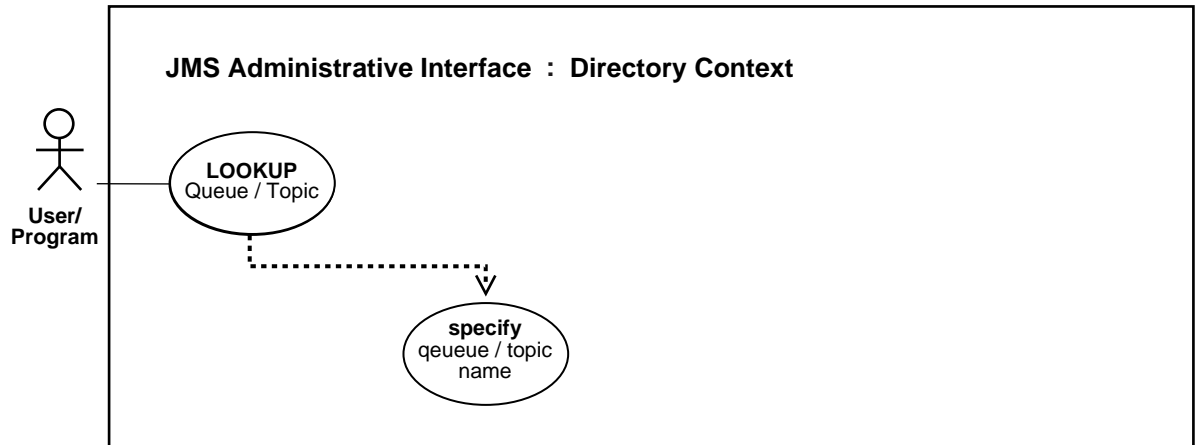 JMS Administrative Interface : Directory Context
LOOKUP
Queue / Topic
User/
Program
specify
qeueue / topic
name